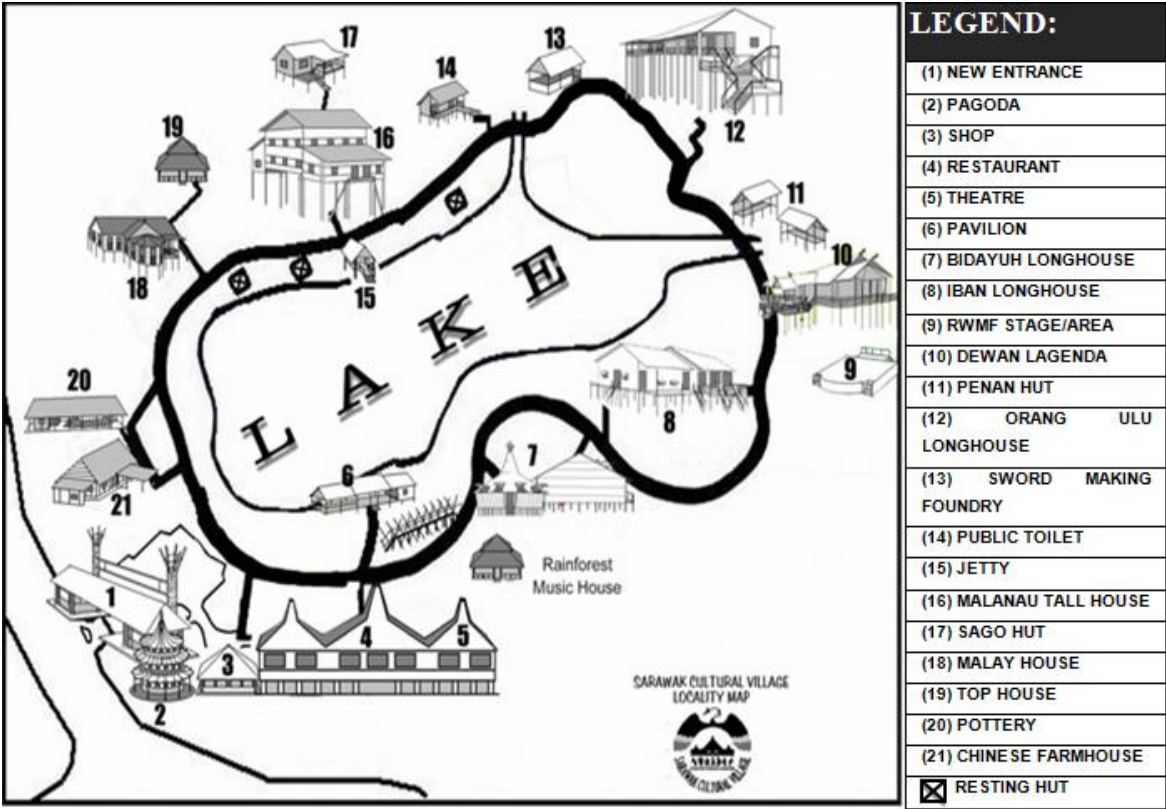 17
13
14
12
19
16
11
10
18
15
LAKE
9
20
8
7
6
21
Rainforest
Music House
1
4
5
3
2
SARAWAK CULTURAL VILLAGE
LOCALITY MAP
SARAWAK CULTURAL VILLAGE
LEGEND:
(1) NEW ENTRANCE
(2) PAGODA
(3) SHOP
(4) RESTAURANT
(5) THEATRE
(6) PAVILION
(7) BIDAYUH LONGHOUSE
(8) IBAN LONGHOUSE
(9) RWMF STAGE/AREA
(10) DEWAN LAGENDA
(11) PENAN HUT
(12) ORANG ULU
LONGHOUSE
(13) SWORD MAKING
FOUNDRY
(14) PUBLIC TOILET
(15) JETTY
(16) MALANAU TALL HOUSE
(17) SAGO HUT
(18) MALAY HOUSE
(19) TOP HOUSE
(20) POTTERY
(21) CHINESE FARMHOUSE
RESTING HUT